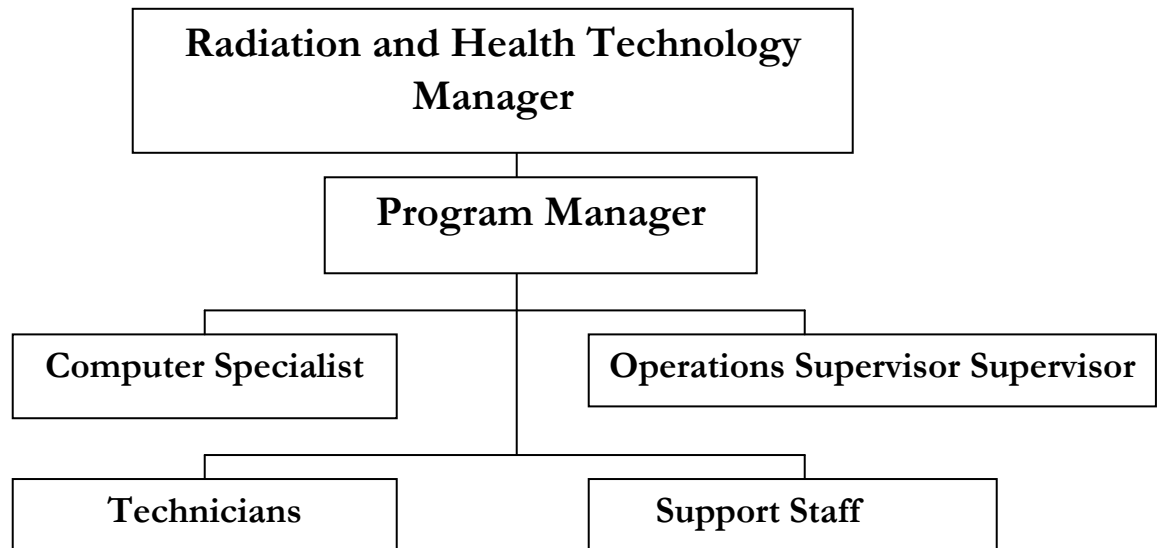 Radiation and Health Technology
Manager
Program Manager
Computer Specialist
Operations Supervisor Supervisor
Technicians
Support Staff